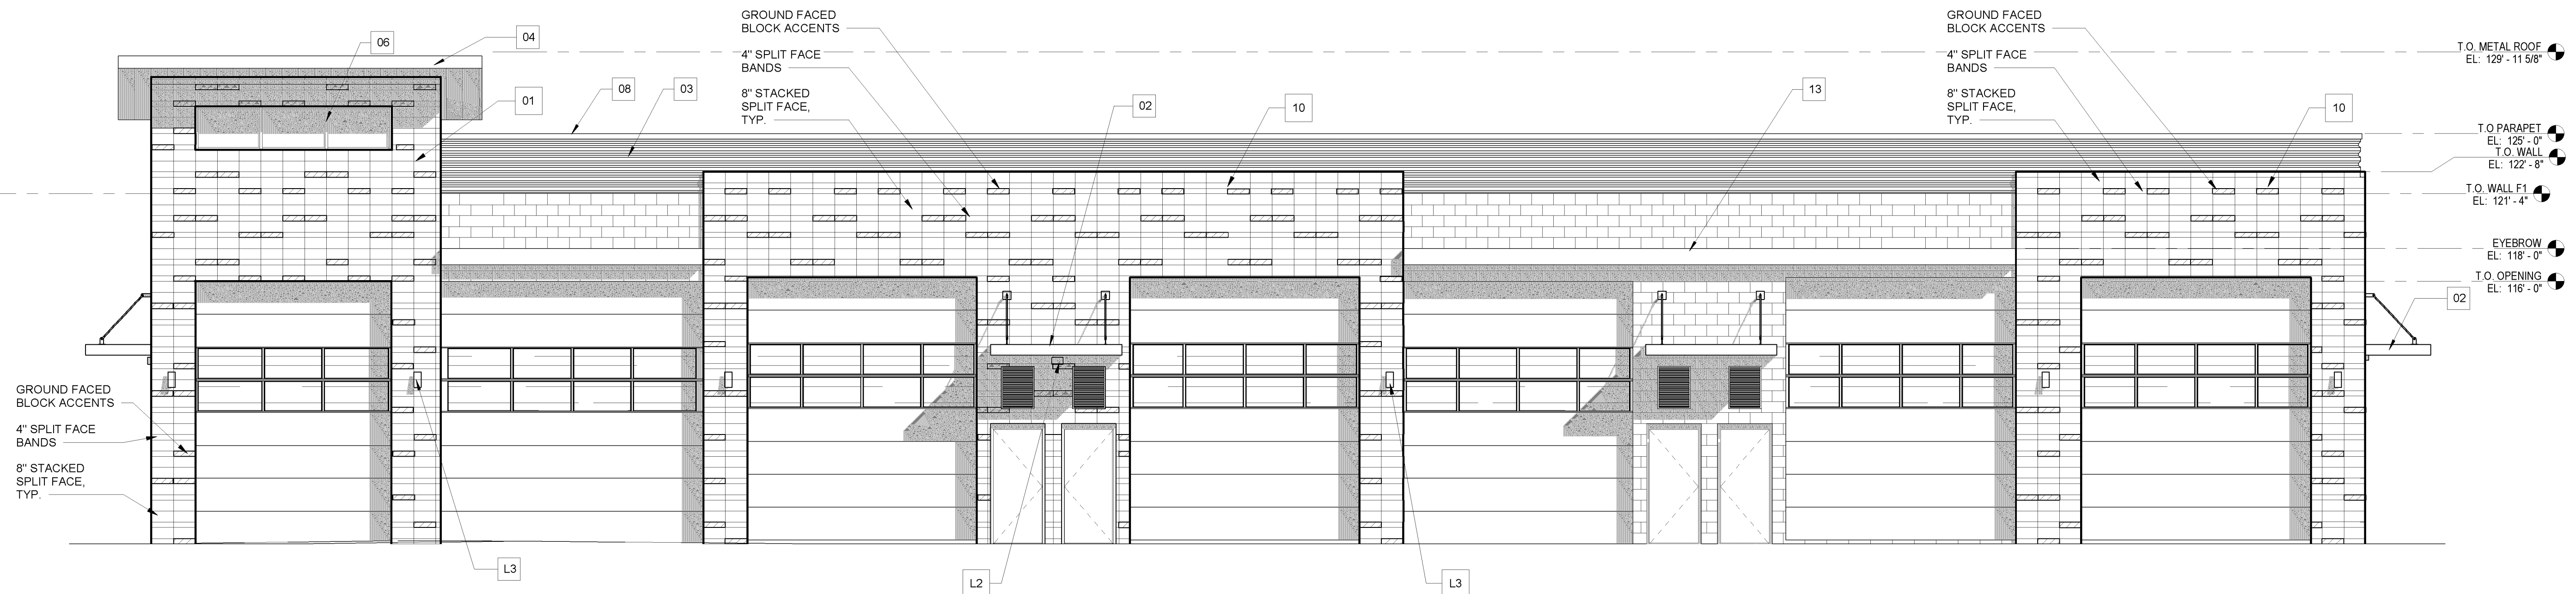 GROUND FACED
BLOCK ACCENTS
4" SPLIT FACE
BANDS
8" STACKED
SPLIT FACE,
TYP.
GROUND FACED
BLOCK ACCENTS
4" SPLIT FACE
BANDS
8" STACKED
SPLIT FACE,
TYP.
04
06
08
03
01
02
10
13
10
T.O. METAL ROOF
EL: 129' - 11 5/8"
T.O PARAPET
EL: 125' - 0"
T.O. WALL
EL: 122' - 8"
T.O. WALL F1
EL: 121' - 4"
EYEBROW
EL: 118' - 0"
T.O. OPENING
EL: 116' - 0"
02
GROUND FACED
BLOCK ACCENTS
4" SPLIT FACE
BANDS
8" STACKED
SPLIT FACE,
TYP.
L3
L2
L3